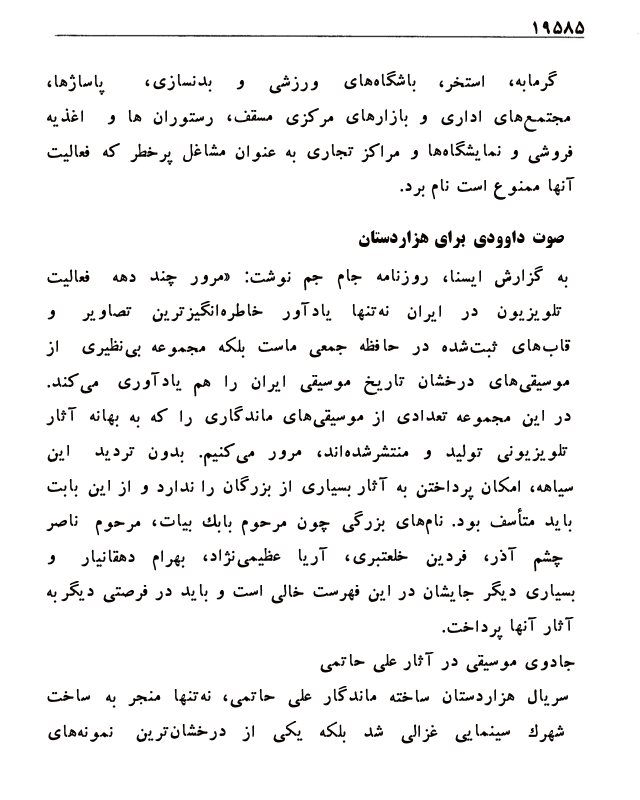 ۱۹۵۸۵
گرمابه، استخر، باشگاه‌های ورزشی و بدنسازی، پاساژها،
مجتمع‌های اداری و بازارهای مرکزی مسقف، رستوران ها و اغذیه
فروشی و نمایشگاه‌ها و مراکز تجاری به عنوان مشاغل پرخطر که فعالیت
آنها ممنوع است نام برد.
صوت داوودی برای هزاردستان
به گزارش ایسنا، روزنامه جام جم نوشت: «مرور چند دهه فعالیت
تلویزیون در ایران نه‌تنها یادآور خاطره‌انگیزترین تصاویر و
قاب‌های ثبت‌شده در حافظه جمعی ماست بلکه مجموعه بی‌نظیری از
موسیقی‌های درخشان تاریخ موسیقی ایران را هم یادآوری می‌کند.
در این مجموعه تعدادی از موسیقی‌های ماندگاری را که به بهانه آثار
تلویزیونی تولید و منتشرشده‌اند، مرور می‌کنیم. بدون تردید این
سیاهه، امکان پرداختن به آثار بسیاری از بزرگان را ندارد و از این بابت
باید متأسف بود. نام‌های بزرگی چون مرحوم بابك بیات، مرحوم ناصر
چشم آذر، فردین خلعتبری، آریا عظیمی‌نژاد، بهرام دهقانیار و
بسیاری دیگر جایشان در این فهرست خالی است و باید در فرصتی دیگر به
آثار آنها پرداخت.
جادوی موسیقی در آثار علی حاتمی
سریال هزاردستان ساخته ماندگار علی حاتمی، نه‌تنها منجر به ساخت
شهرك سینمایی غزالی شد بلکه یکی از درخشان‌ترین نمونه‌های